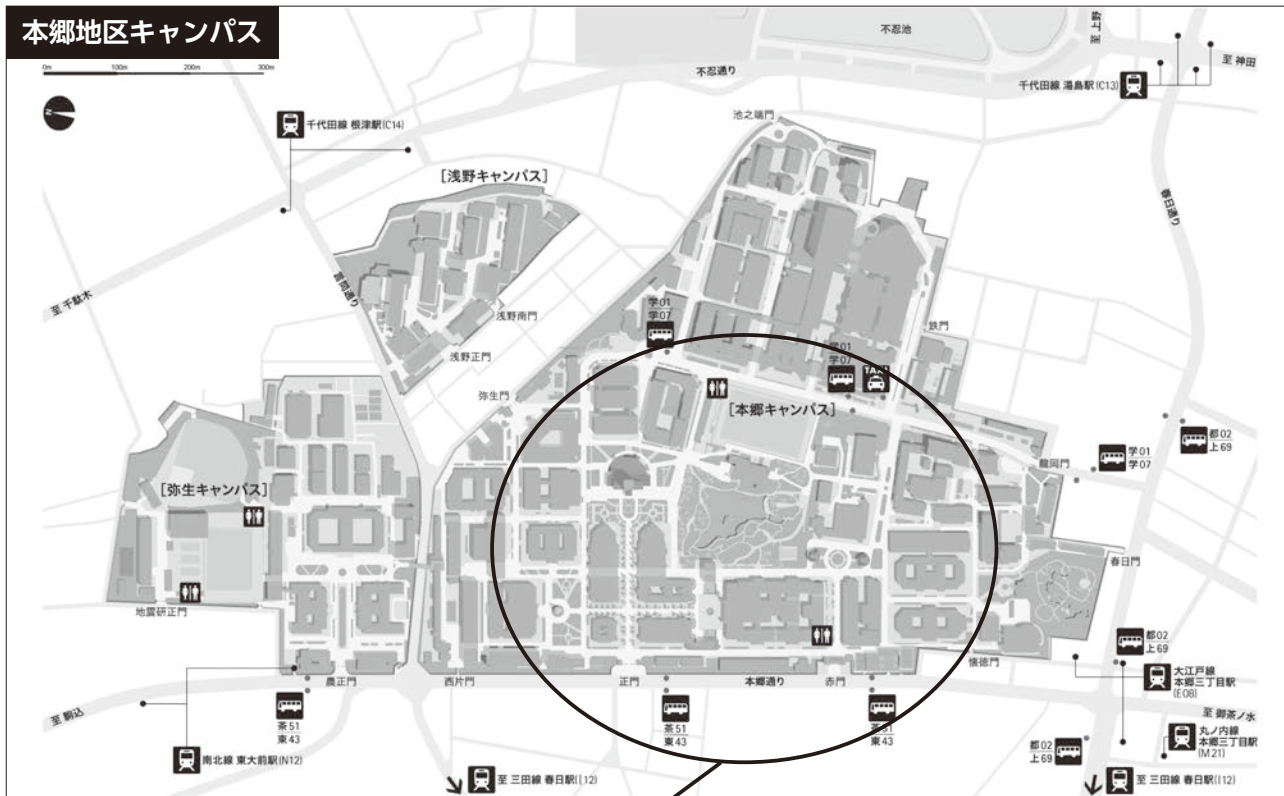 本郷地区キャンパス
0m 100m 200m 300m
N
不忍池
至 上野
至 神田
不忍通り
千代田線 湯島駅(C13)
千代田線 根津駅(C14)
池之端門
[浅野キャンパス]
春日通り
至 千駄木
言問通り
浅野南門
学01
学07
鉄門
浅野正門
学01
学07
TAXI
弥生門
[本郷キャンパス]
都02
上69
学01
学07
龍岡門
[弥生キャンパス]
春日門
地震研正門
都02
上69
懐徳門
大江戸線
本郷三丁目駅
(E08)
農正門
西片門
正門
本郷通り
赤門
至 駒込
茶51
東43
茶51
東43
茶51
東43
至 御茶ノ水
丸ノ内線
本郷三丁目駅
(M21)
都02
上69
南北線 東大前駅(N12)
至 三田線 春日駅(I12)
至 三田線 春日駅(I12)